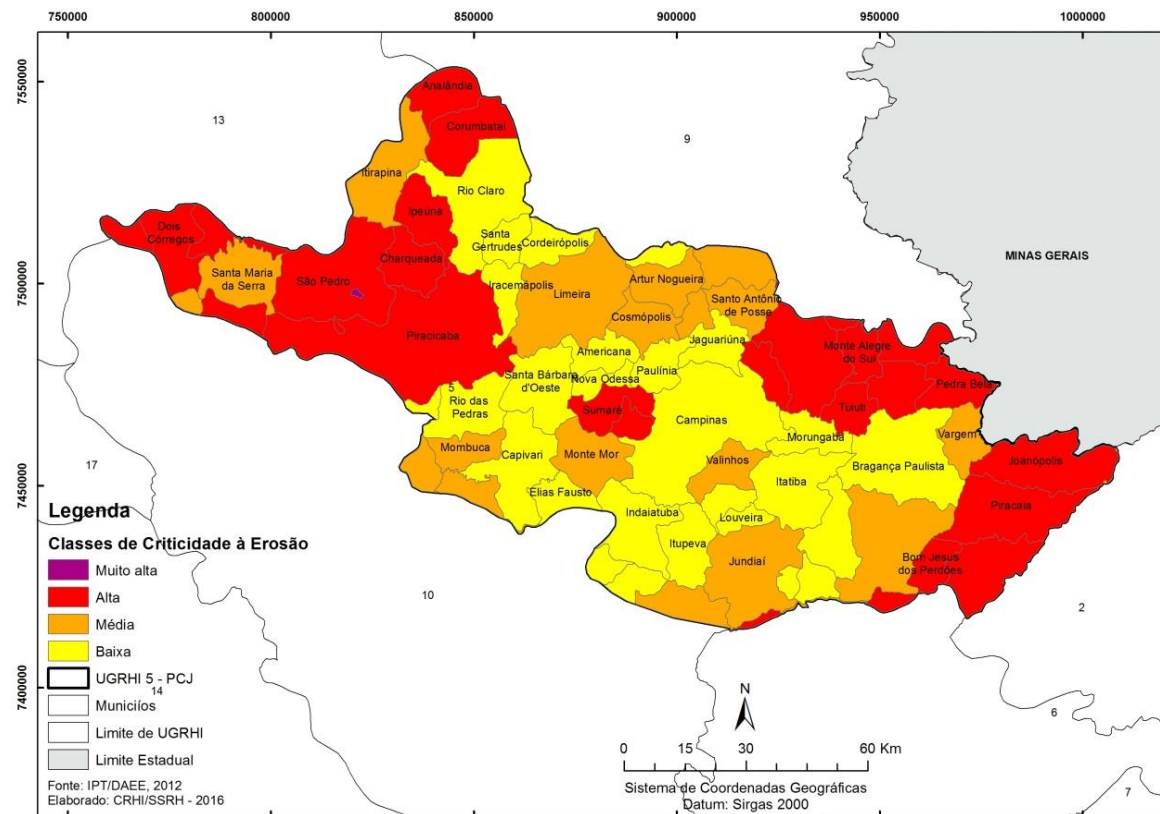 750000
800000
850000
900000
950000
1000000
7550000
7500000
7450000
7400000
13
9
Analândia
Corumbataí
Itirapina
Rio Claro
Ipeúna
Dois
Córregos
Santa
Gertrudes
Cordeirópolis
Charqueada
MINAS GERAIS
Santa Maria
da Serra
São Pedro
Iracemápolis
Limeira
Artur Nogueira
Santo Antônio
de Posse
Cosmópolis
Piracicaba
Jaguariúna
Americana
Monte Alegre
do Sul
Paulínia
Nova Odessa
Santa Bárbara
d'Oeste
Pedra Bela
5
Rio das
Pedras
Sumaré
Tuiuti
Campinas
Morungaba
Vargem
Mombuca
Capivari
Monte Mor
Valinhos
Bragança Paulista
Joanópolis
17
Itatiba
Elias Fausto
Indaiatuba
Louveira
Piracaia
Itupeva
Jundiaí
Bom Jesus
dos Perdões
10
2
14
6
7
Legenda
Classes de Criticidade à Erosão
Muito alta
Alta
Média
Baixa
UGRHI 5 - PCJ
Municiíos
Limite de UGRHI
Limite Estadual
Fonte: IPT/DAEE, 2012
Elaborado: CRHI/SSRH - 2016
N
0 15 30 60 Km
Sistema de Coordenadas Geográficas
Datum: Sirgas 2000